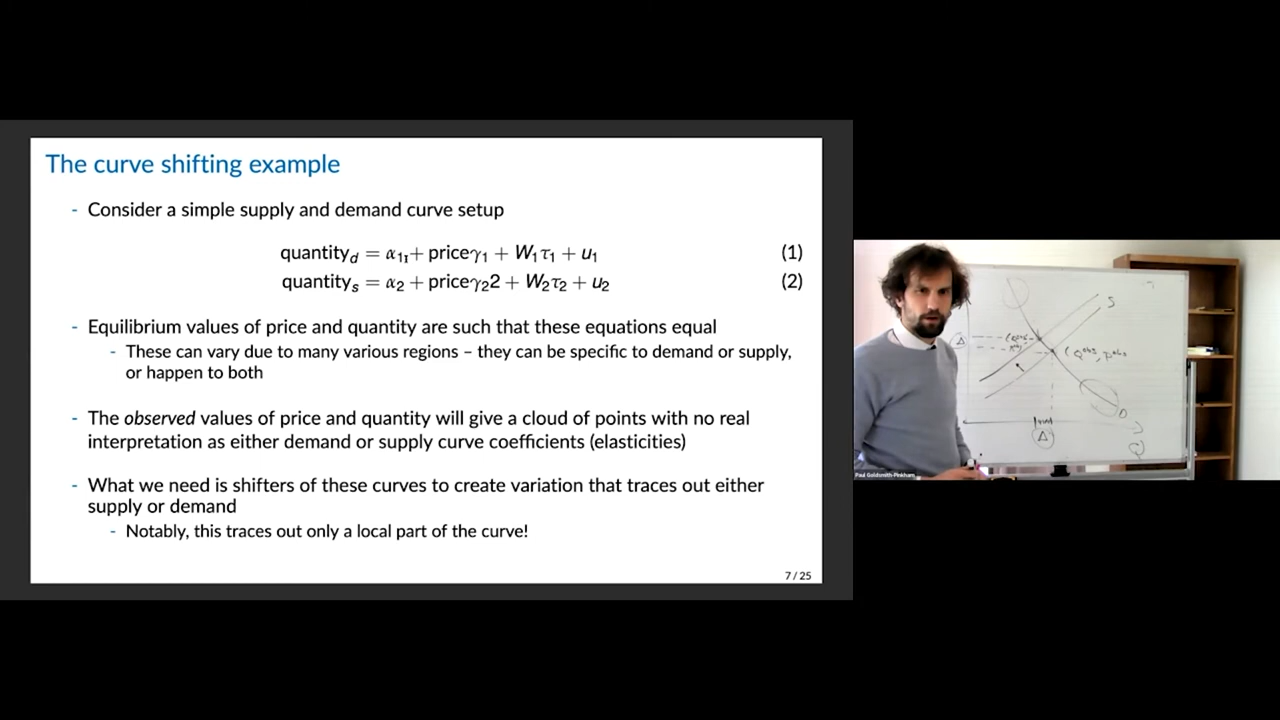 The curve shifting example
- Consider a simple supply and demand curve setup
quantity_d = α_1I + priceγ_1 + W_1τ_1 + u_1 (1)
quantity_s = α_2 + priceγ_2 2 + W_2τ_2 + u_2 (2)
- Equilibrium values of price and quantity are such that these equations equal
- These can vary due to many various regions – they can be specific to demand or supply,
or happen to both
- The observed values of price and quantity will give a cloud of points with no real
interpretation as either demand or supply curve coefficients (elasticities)
- What we need is shifters of these curves to create variation that traces out either
supply or demand
- Notably, this traces out only a local part of the curve!
7 / 25
S
Δ
(Q^obs, P^obs
D
Δ
Q
Paul Goldsmith-Pinkham